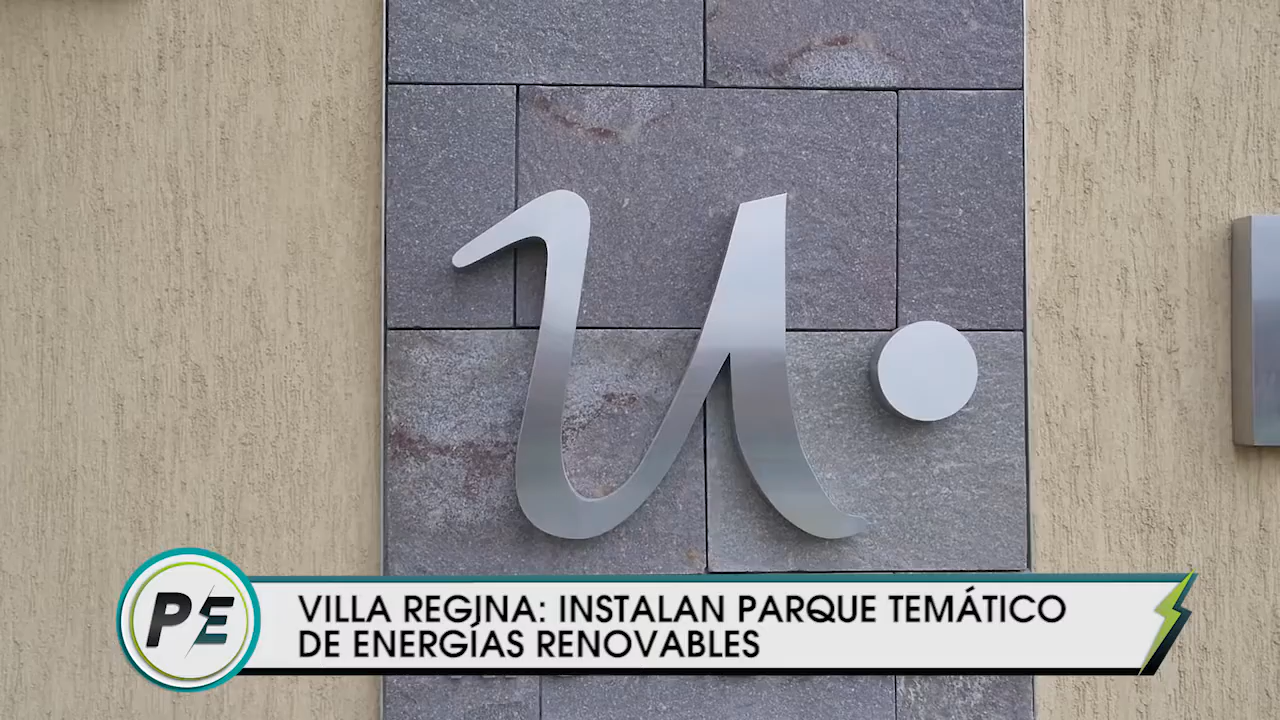 u.
PE
VILLA REGINA: INSTALAN PARQUE TEMÁTICO
DE ENERGÍAS RENOVABLES